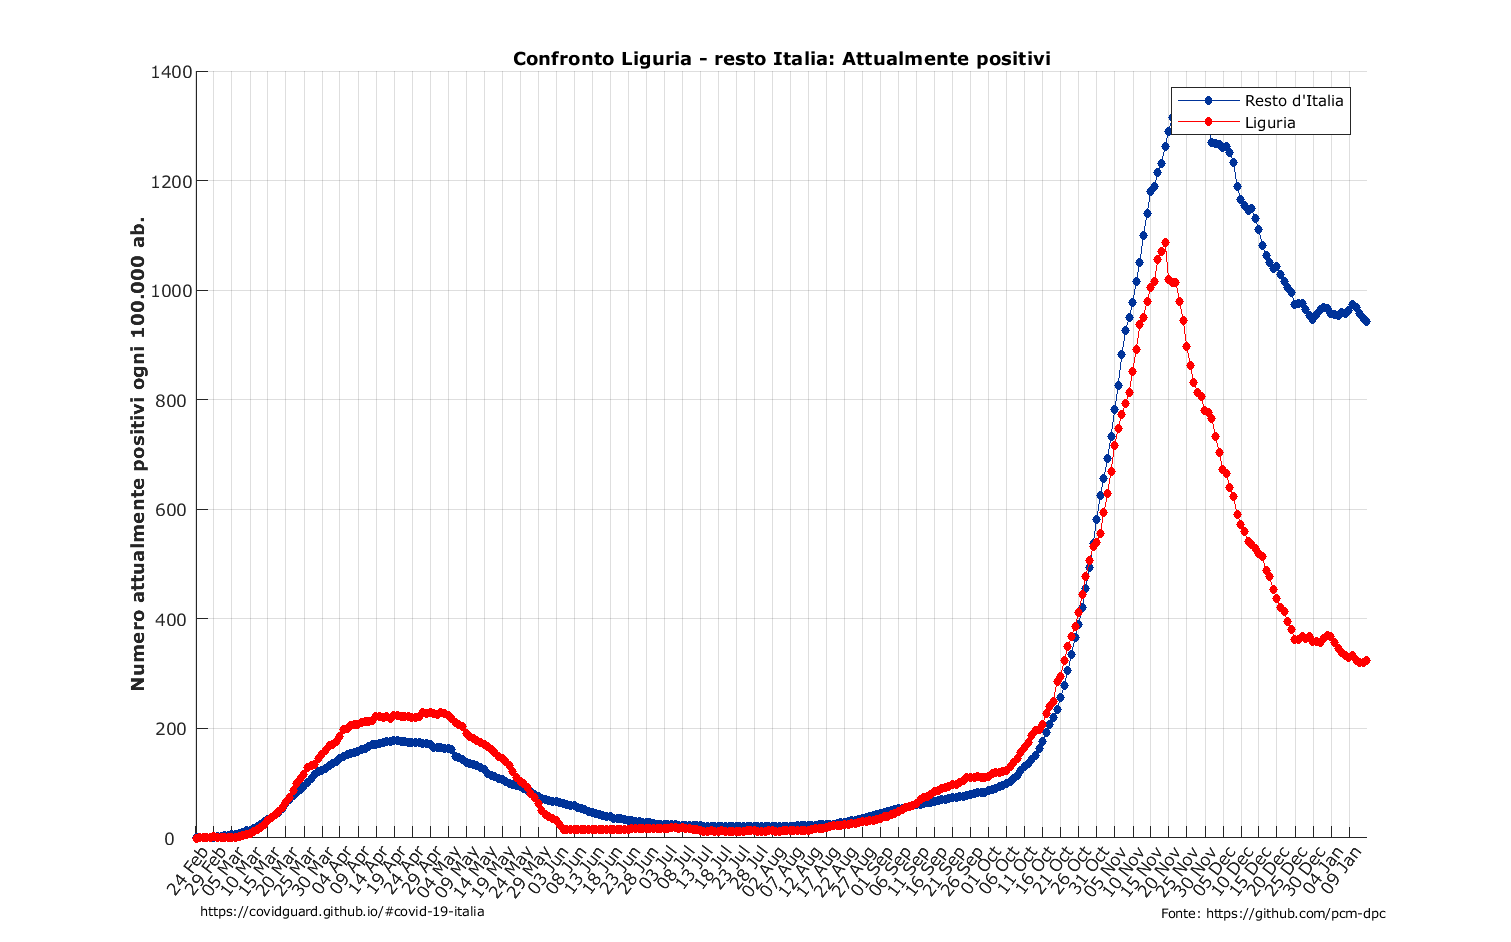 Confronto Liguria - resto Italia: Attualmente positivi
1400
1200
1000
800
600
400
200
0
Numero attualmente positivi ogni 100.000 ab.
Resto d'Italia
Liguria
24 Feb
29 Feb
05 Mar
10 Mar
15 Mar
20 Mar
25 Mar
30 Mar
04 Apr
09 Apr
14 Apr
19 Apr
24 Apr
29 Apr
04 May
09 May
14 May
19 May
24 May
29 May
03 Jun
08 Jun
13 Jun
18 Jun
23 Jun
28 Jun
03 Jul
08 Jul
13 Jul
18 Jul
23 Jul
28 Jul
02 Aug
07 Aug
12 Aug
17 Aug
22 Aug
27 Aug
01 Sep
06 Sep
11 Sep
16 Sep
21 Sep
26 Sep
01 Oct
06 Oct
11 Oct
16 Oct
21 Oct
26 Oct
31 Oct
05 Nov
10 Nov
15 Nov
20 Nov
25 Nov
30 Nov
05 Dec
10 Dec
15 Dec
20 Dec
25 Dec
30 Dec
04 Jan
09 Jan
https://covidguard.github.io/#covid-19-italia
Fonte: https://github.com/pcm-dpc